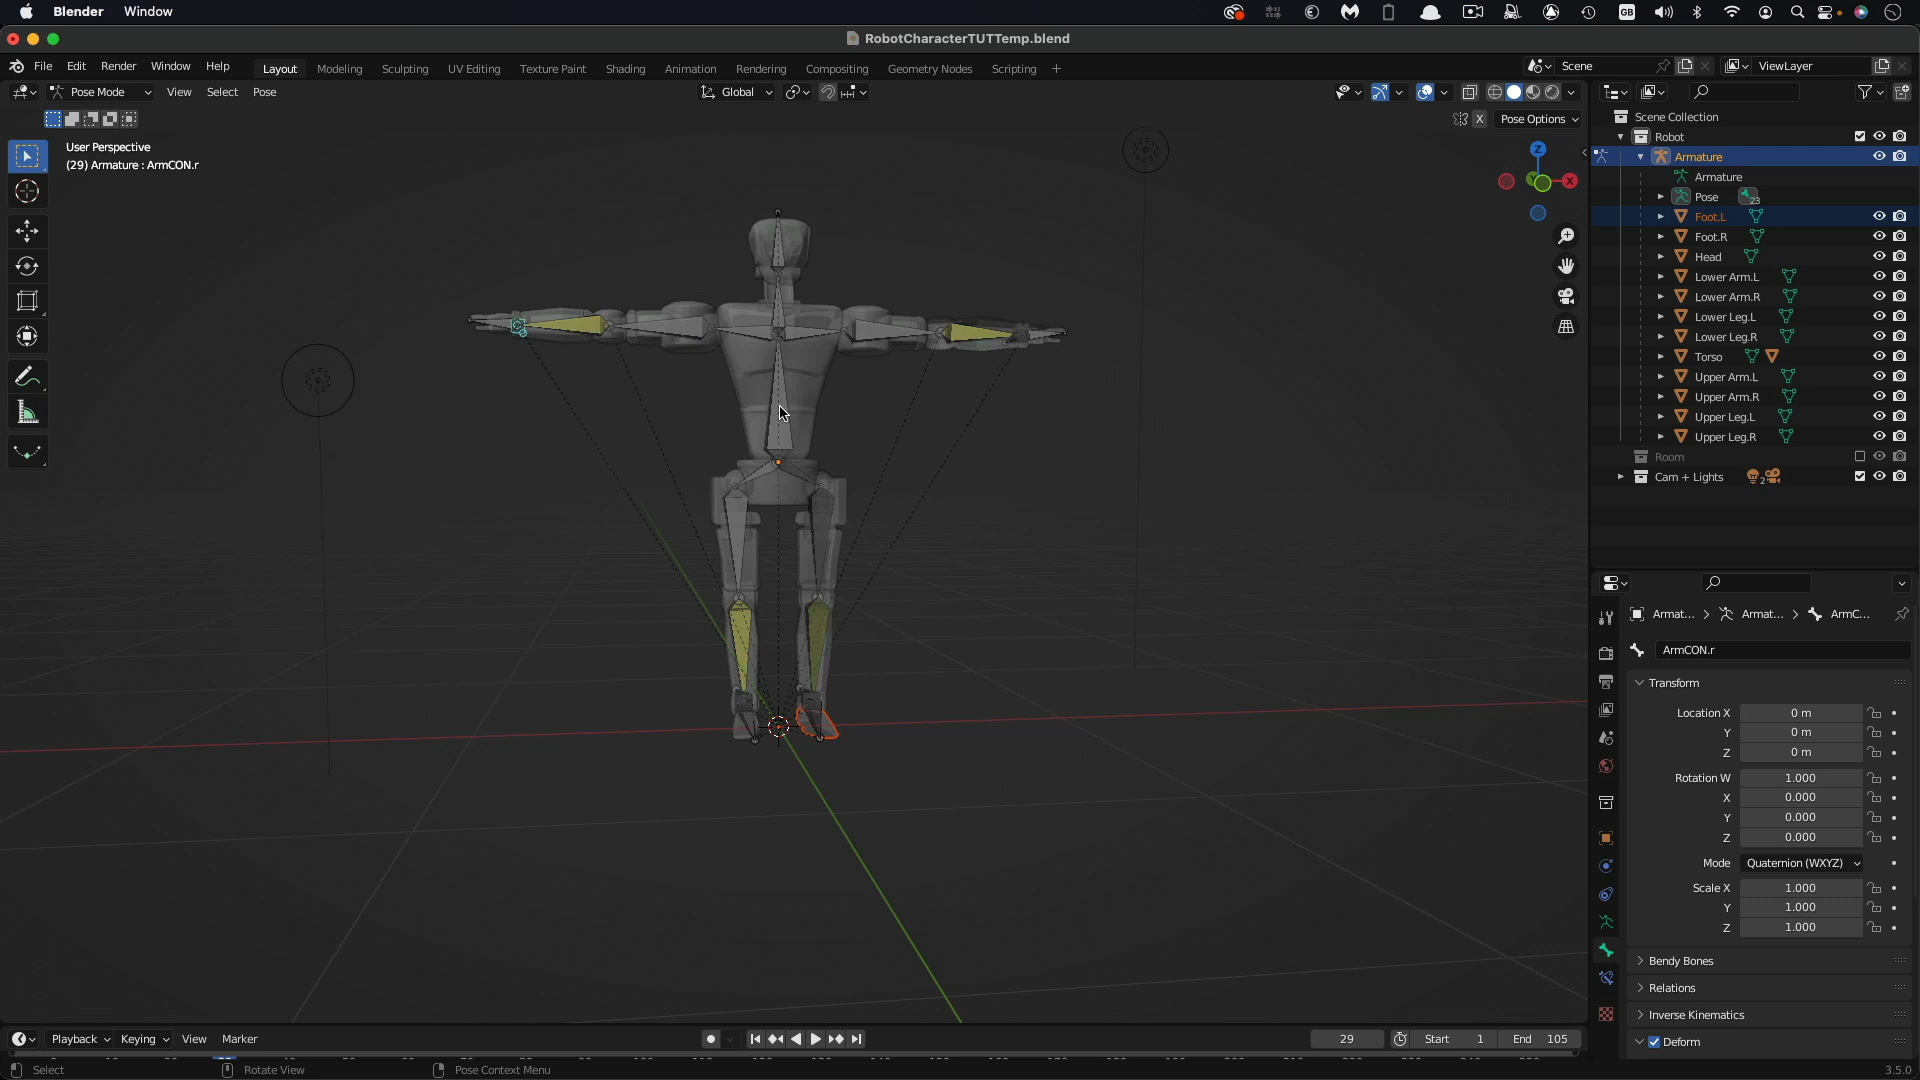 Blender Window
RobotCharacterTUTTemp.blend
File Edit Render Window Help
Layout Modeling Sculpting UV Editing Texture Paint Shading Animation Rendering Compositing Geometry Nodes Scripting +
Scene ViewLayer
Pose Mode View Select Pose
Global
X Pose Options
User Perspective
(29) Armature : ArmCON.r
Z
X
Scene Collection
Robot
Armature
Armature
Pose 23
Foot.L
Foot.R
Head
Lower Arm.L
Lower Arm.R
Lower Leg.L
Lower Leg.R
Torso
Upper Arm.L
Upper Arm.R
Upper Leg.L
Upper Leg.R
Room
Cam + Lights 2
Armat... > Armat... > ArmC...
ArmCON.r
Transform
Location X 0 m
Y 0 m
Z 0 m
Rotation W 1.000
X 0.000
Y 0.000
Z 0.000
Mode Quaternion (WXYZ)
Scale X 1.000
Y 1.000
Z 1.000
Bendy Bones
Relations
Inverse Kinematics
Deform
Playback Keying View Marker
29 Start 1 End 105
Select Rotate View Pose Context Menu
3.5.0